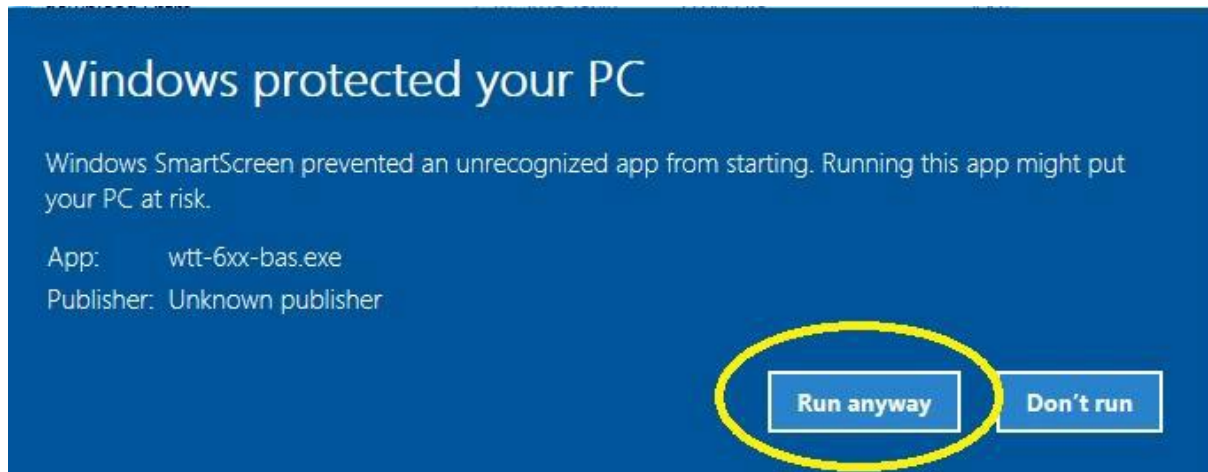 Windows protected your PC
Windows SmartScreen prevented an unrecognized app from starting. Running this app might put
your PC at risk.
App: wtt-6xx-bas.exe
Publisher: Unknown publisher
Run anyway Don't run